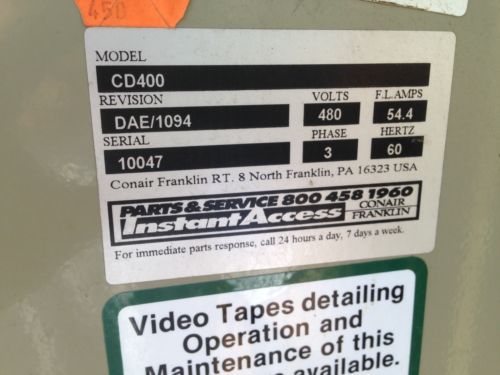 450
MODEL
CD400
REVISION VOLTS F.L.AMPS
DAE/1094 480 54.4
SERIAL PHASE HERTZ
10047 3 60
Conair Franklin RT. 8 North Franklin, PA 16323 USA
PARTS & SERVICE 800 458 1960
Instant Access CONAIR
FRANKLIN
For immediate parts response, call 24 hours a day, 7 days a week.
Video Tapes detailing
Operation and
Maintenance of this
available.